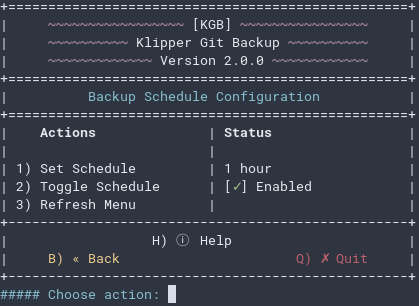 +==================================================+
| ~~~~~~~~~~~~~~~~~ [KGB] ~~~~~~~~~~~~~~~~ |
| ~~~~~~~~~~ Klipper Git Backup ~~~~~~~~~~ |
| ~~~~~~~~~~~~~ Version 2.0.0 ~~~~~~~~~~~~ |
+==================================================+
| Backup Schedule Configuration |
+==================================================+
| Actions | Status |
| | |
| 1) Set Schedule | 1 hour |
| 2) Toggle Schedule | [✓] Enabled |
| 3) Refresh Menu | |
+--------------------------------------------------+
| H) ⓘ Help |
| B) « Back Q) ✗ Quit |
+--------------------------------------------------+
##### Choose action: